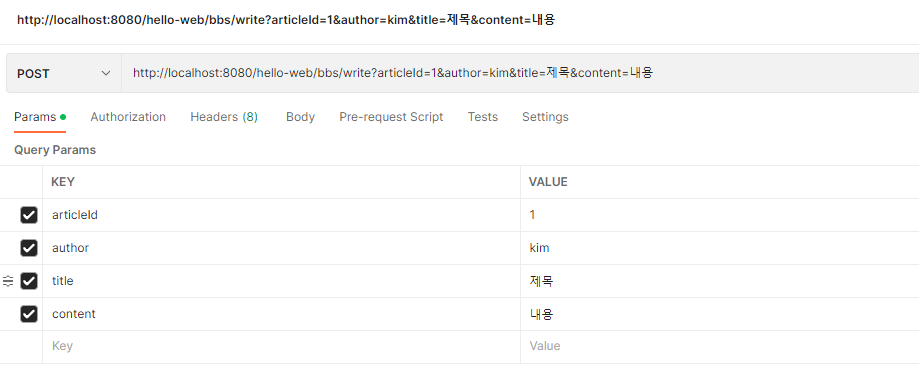 http://localhost:8080/hello-web/bbs/write?articleId=1&author=kim&title=제목&content=내용
POST http://localhost:8080/hello-web/bbs/write?articleId=1&author=kim&title=제목&content=내용
Params Authorization Headers (8) Body Pre-request Script Tests Settings
Query Params
KEY VALUE
articleId 1
author kim
title 제목
content 내용
Key Value